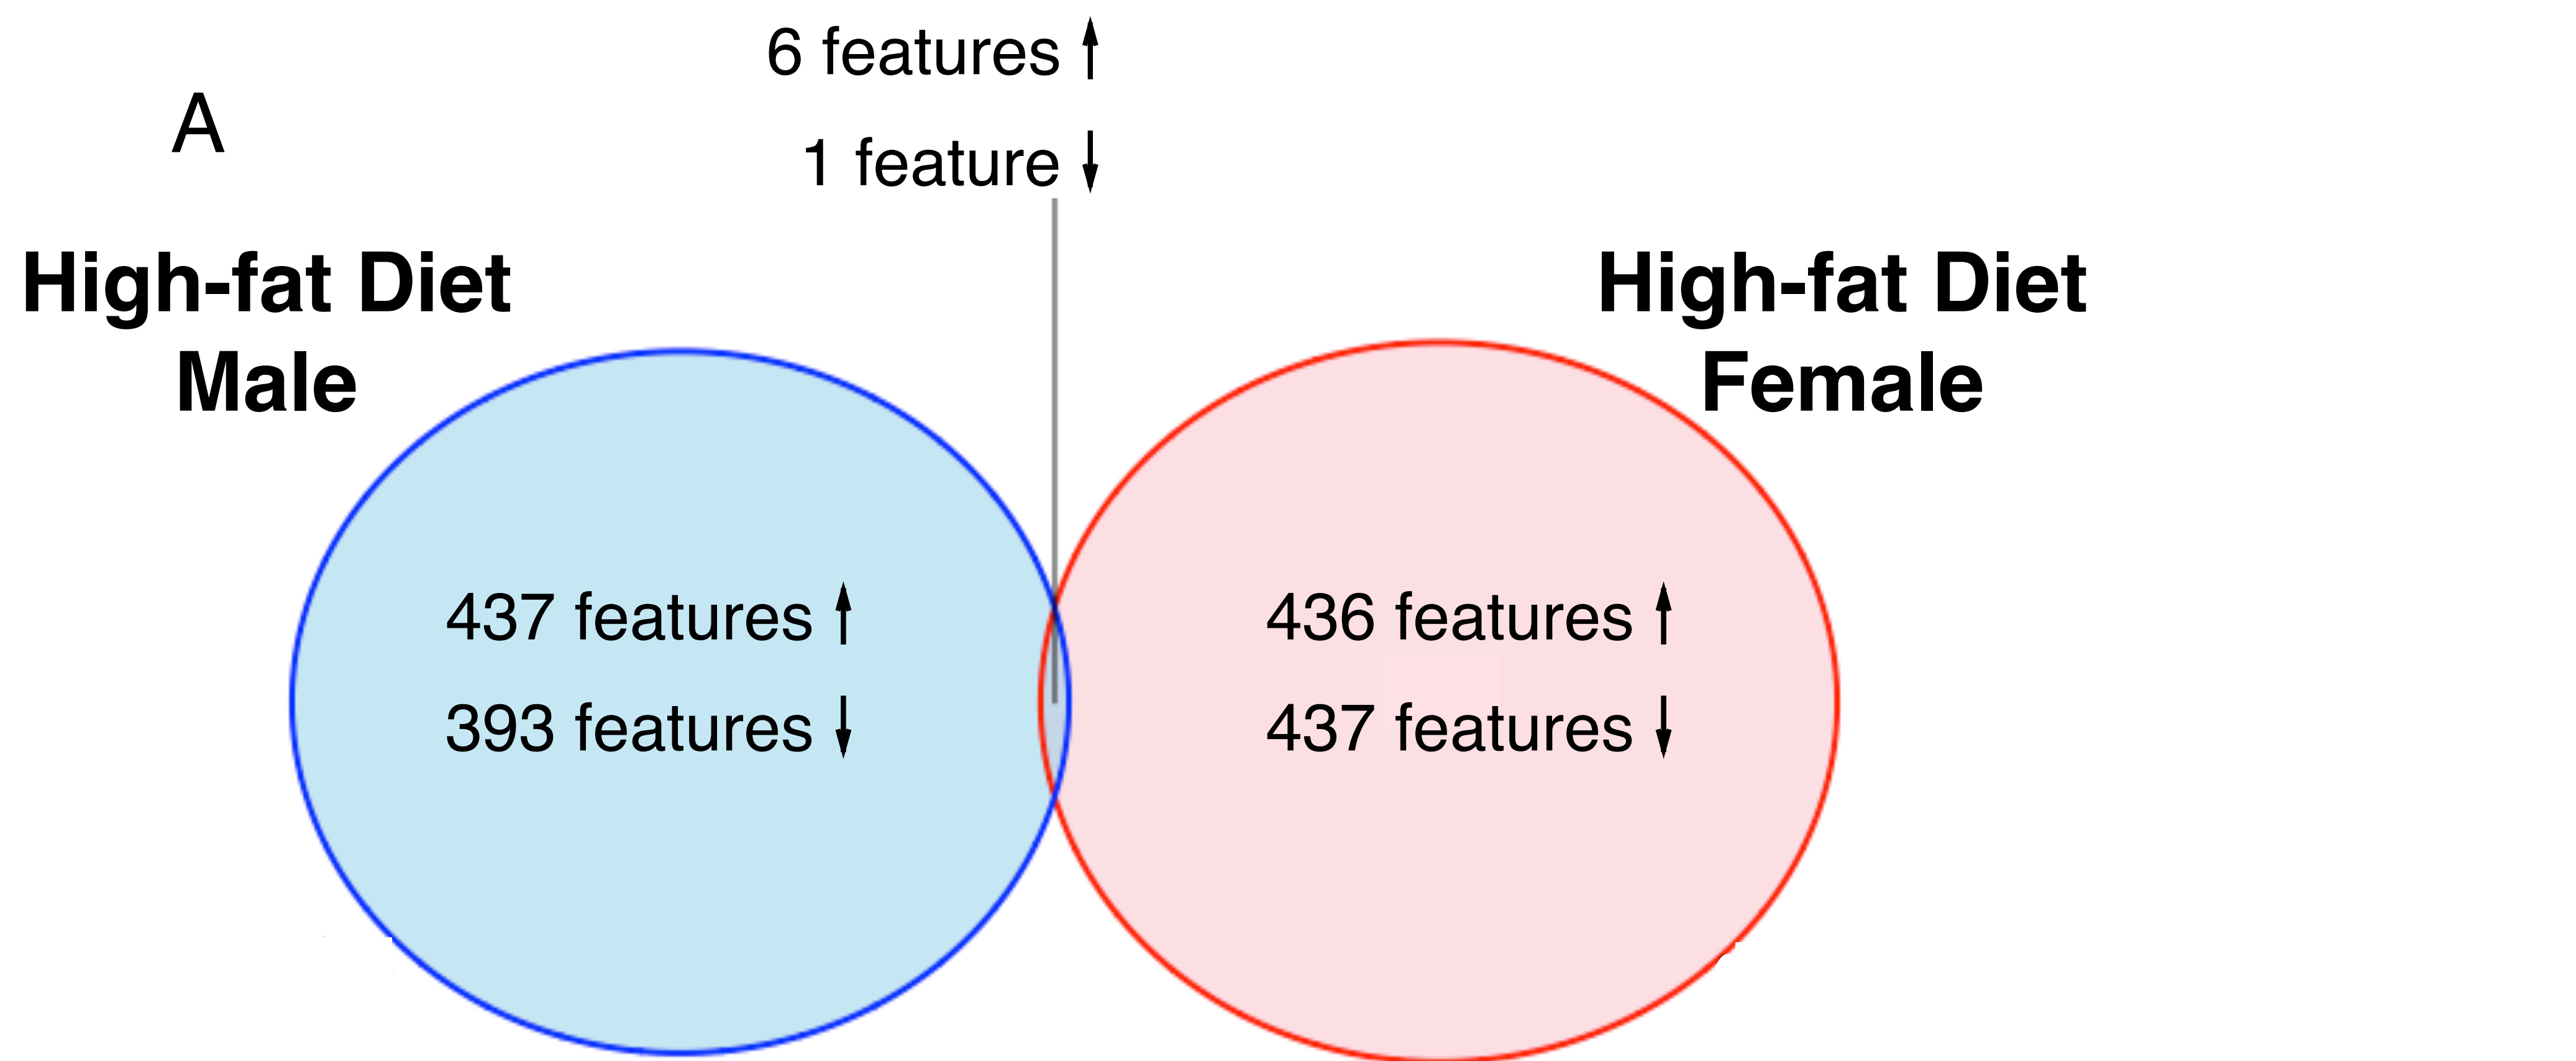 6 features ↑
1 feature ↓
A
High-fat Diet
Male
High-fat Diet
Female
437 features ↑
393 features ↓
436 features ↑
437 features ↓